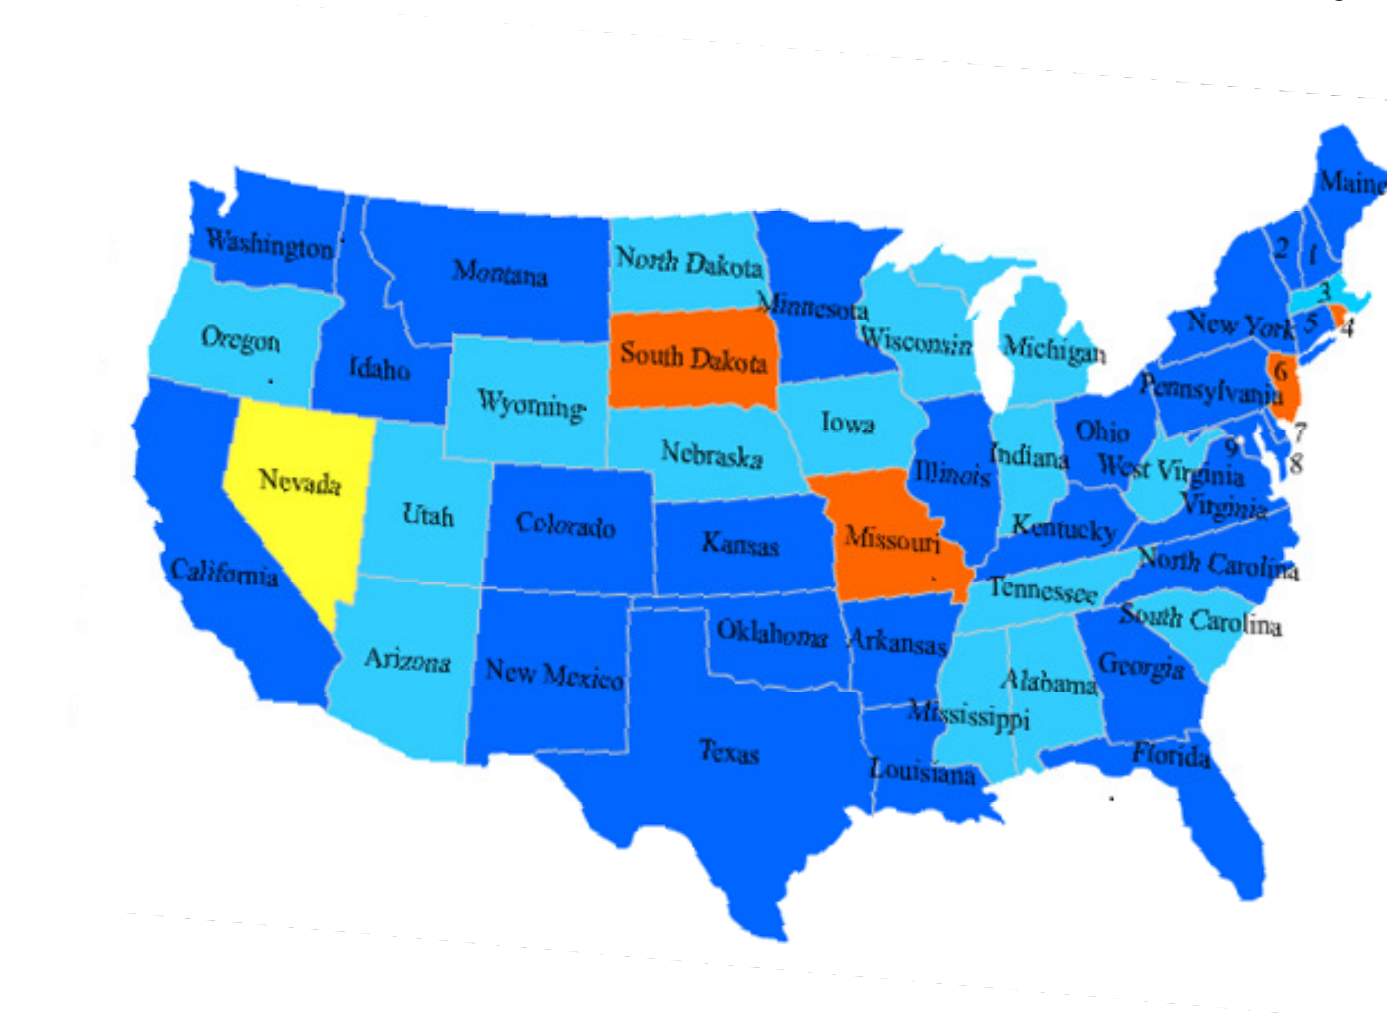 Maine
Washington
Montana
North Dakota
Minnesota
2
1
3
4
5
New York
Oregon
Idaho
South Dakota
Wisconsin
Michigan
6
Pennsylvania
Wyoming
Iowa
Ohio
7
8
9
Nevada
Nebraska
Illinois
Indiana
West Virginia
Virginia
Utah
Colorado
Kansas
Missouri
Kentucky
California
Tennessee
North Carolina
South Carolina
Arizona
New Mexico
Oklahoma
Arkansas
Georgia
Alabama
Mississippi
Texas
Louisiana
Florida